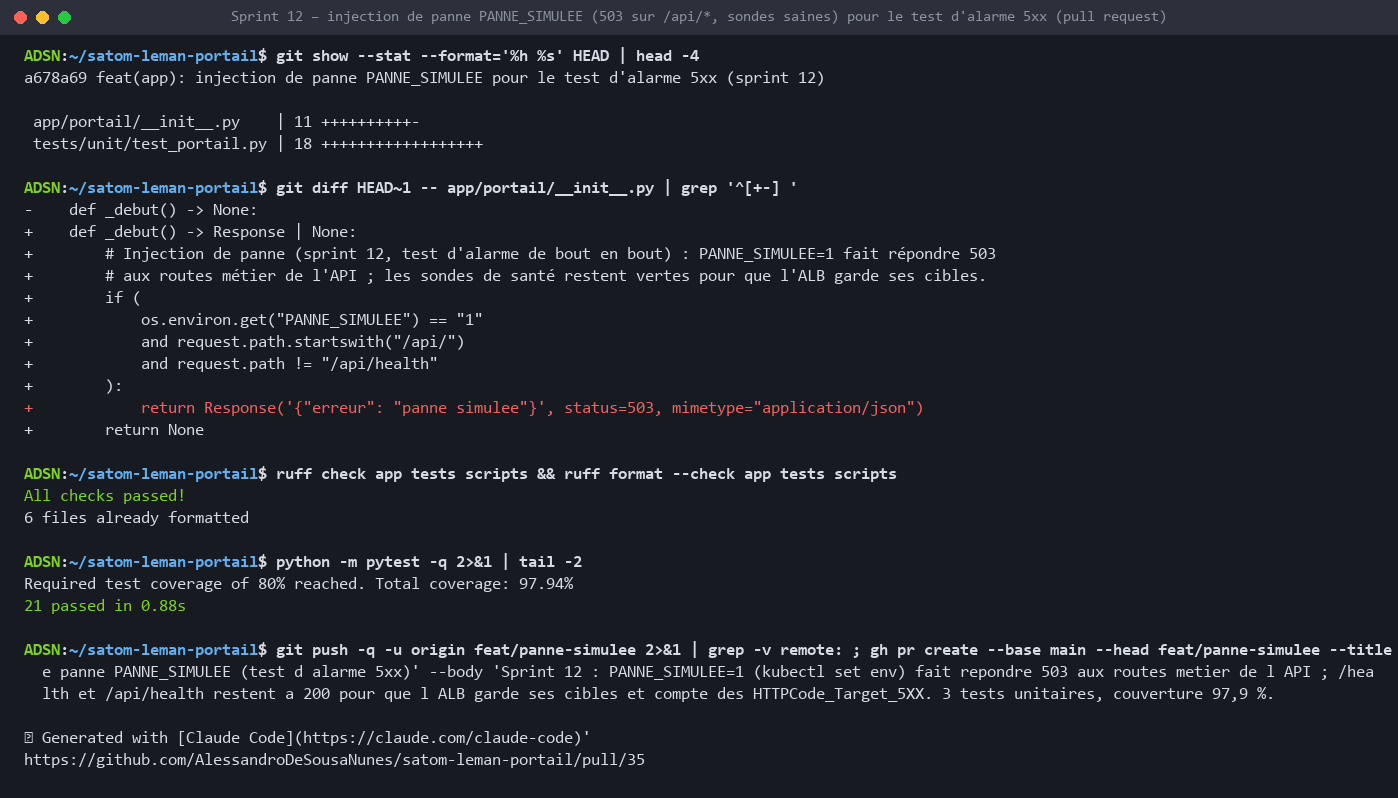 Sprint 12 – injection de panne PANNE_SIMULEE (503 sur /api/*, sondes saines) pour le test d'alarme 5xx (pull request)
ADSN:~/satom-leman-portail$ git show --stat --format='%h %s' HEAD | head -4
a678a69 feat(app): injection de panne PANNE_SIMULEE pour le test d'alarme 5xx (sprint 12)
 app/portail/__init__.py    | 11 ++++++++++-
 tests/unit/test_portail.py | 18 ++++++++++++++++++
ADSN:~/satom-leman-portail$ git diff HEAD~1 -- app/portail/__init__.py | grep '^[+-] '
-    def _debut() -> None:
+    def _debut() -> Response | None:
+        # Injection de panne (sprint 12, test d'alarme de bout en bout) : PANNE_SIMULEE=1 fait répondre 503
+        # aux routes métier de l'API ; les sondes de santé restent vertes pour que l'ALB garde ses cibles.
+        if (
+            os.environ.get("PANNE_SIMULEE") == "1"
+            and request.path.startswith("/api/")
+            and request.path != "/api/health"
+        ):
+            return Response('{"erreur": "panne simulee"}', status=503, mimetype="application/json")
+        return None
ADSN:~/satom-leman-portail$ ruff check app tests scripts && ruff format --check app tests scripts
All checks passed!
6 files already formatted
ADSN:~/satom-leman-portail$ python -m pytest -q 2>&1 | tail -2
Required test coverage of 80% reached. Total coverage: 97.94%
21 passed in 0.88s
ADSN:~/satom-leman-portail$ git push -q -u origin feat/panne-simulee 2>&1 | grep -v remote: ; gh pr create --base main --head feat/panne-simulee --title
e panne PANNE_SIMULEE (test d alarme 5xx)' --body 'Sprint 12 : PANNE_SIMULEE=1 (kubectl set env) fait repondre 503 aux routes metier de l API ; /hea
lth et /api/health restent a 200 pour que l ALB garde ses cibles et compte des HTTPCode_Target_5XX. 3 tests unitaires, couverture 97,9 %.
Generated with [Claude Code](https://claude.com/claude-code)'
https://github.com/AlessandroDeSousaNunes/satom-leman-portail/pull/35